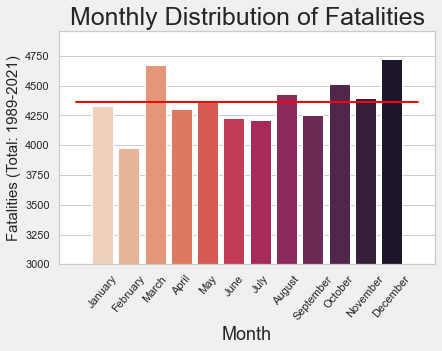 Monthly Distribution of Fatalities
Fatalities (Total: 1989-2021)
4750
4500
4250
4000
3750
3500
3250
3000
January
February
March
April
May
June
July
August
September
October
November
December
Month